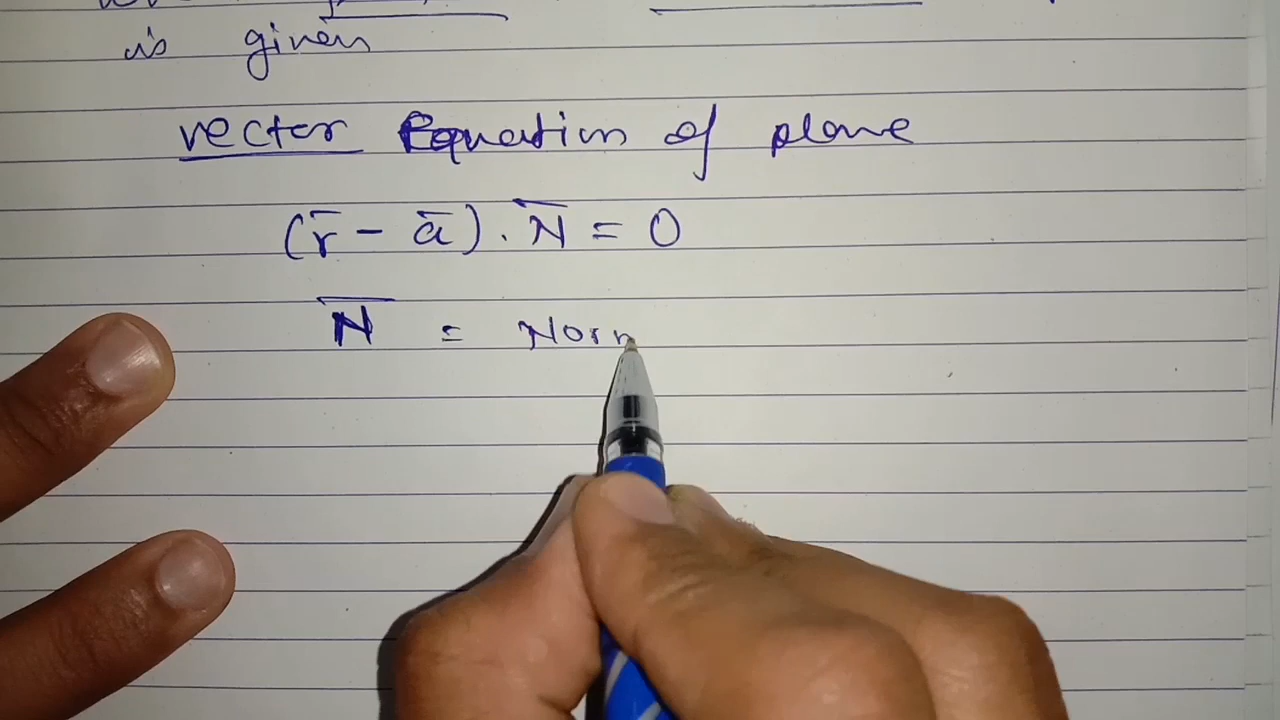 is given
vector Equation of plane
(r̄ - ā) . N̄ = 0
N̄ = Norm